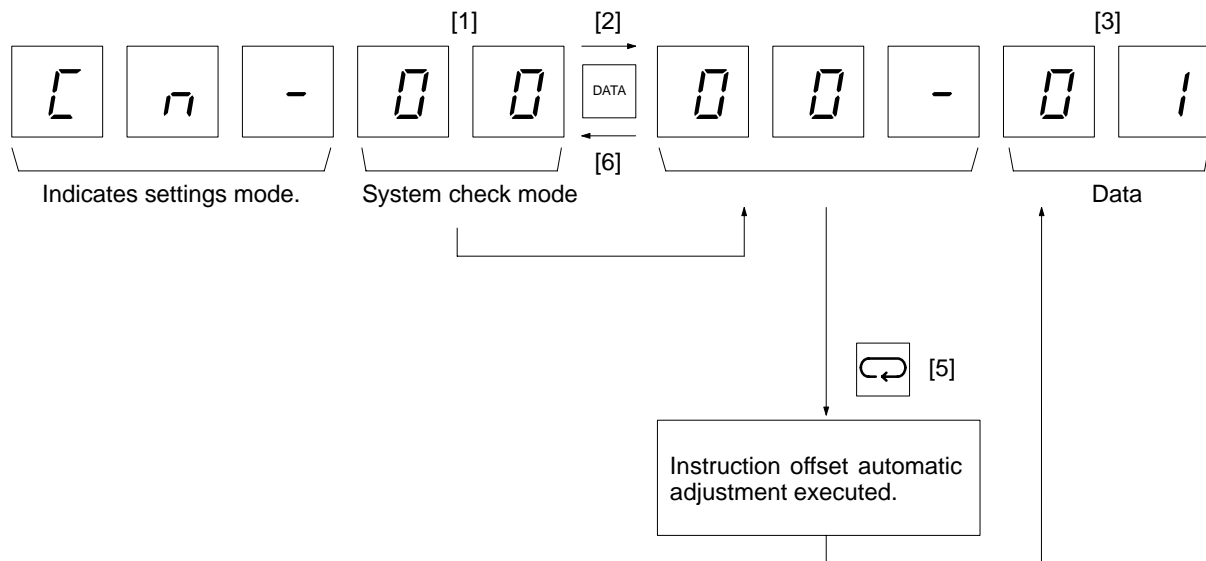 [1] [2] [3]
C n - 0 0 DATA 0 0 - 0 1
[6]
Indicates settings mode. System check mode Data
[5]
Instruction offset automatic
adjustment executed.